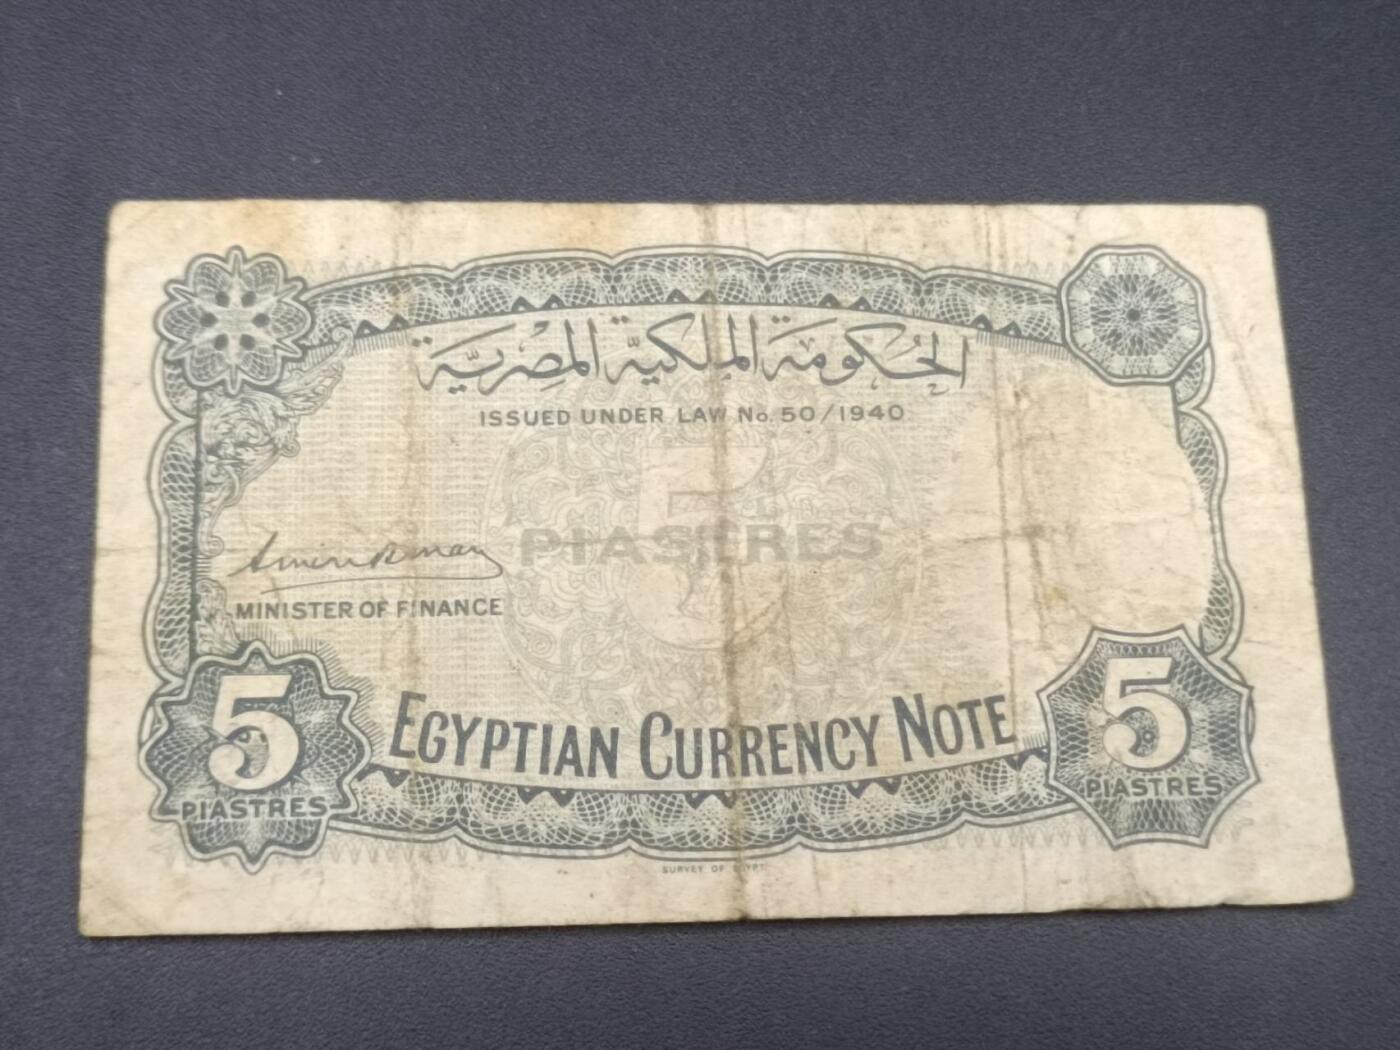 الحكومة الملكية المصرية
ISSUED UNDER LAW No. 50/1940
5
PIASTRES
MINISTER OF FINANCE
EGYPTIAN CURRENCY NOTE
5
PIASTRES
5
PIASTRES
SURVEY OF EGYPT